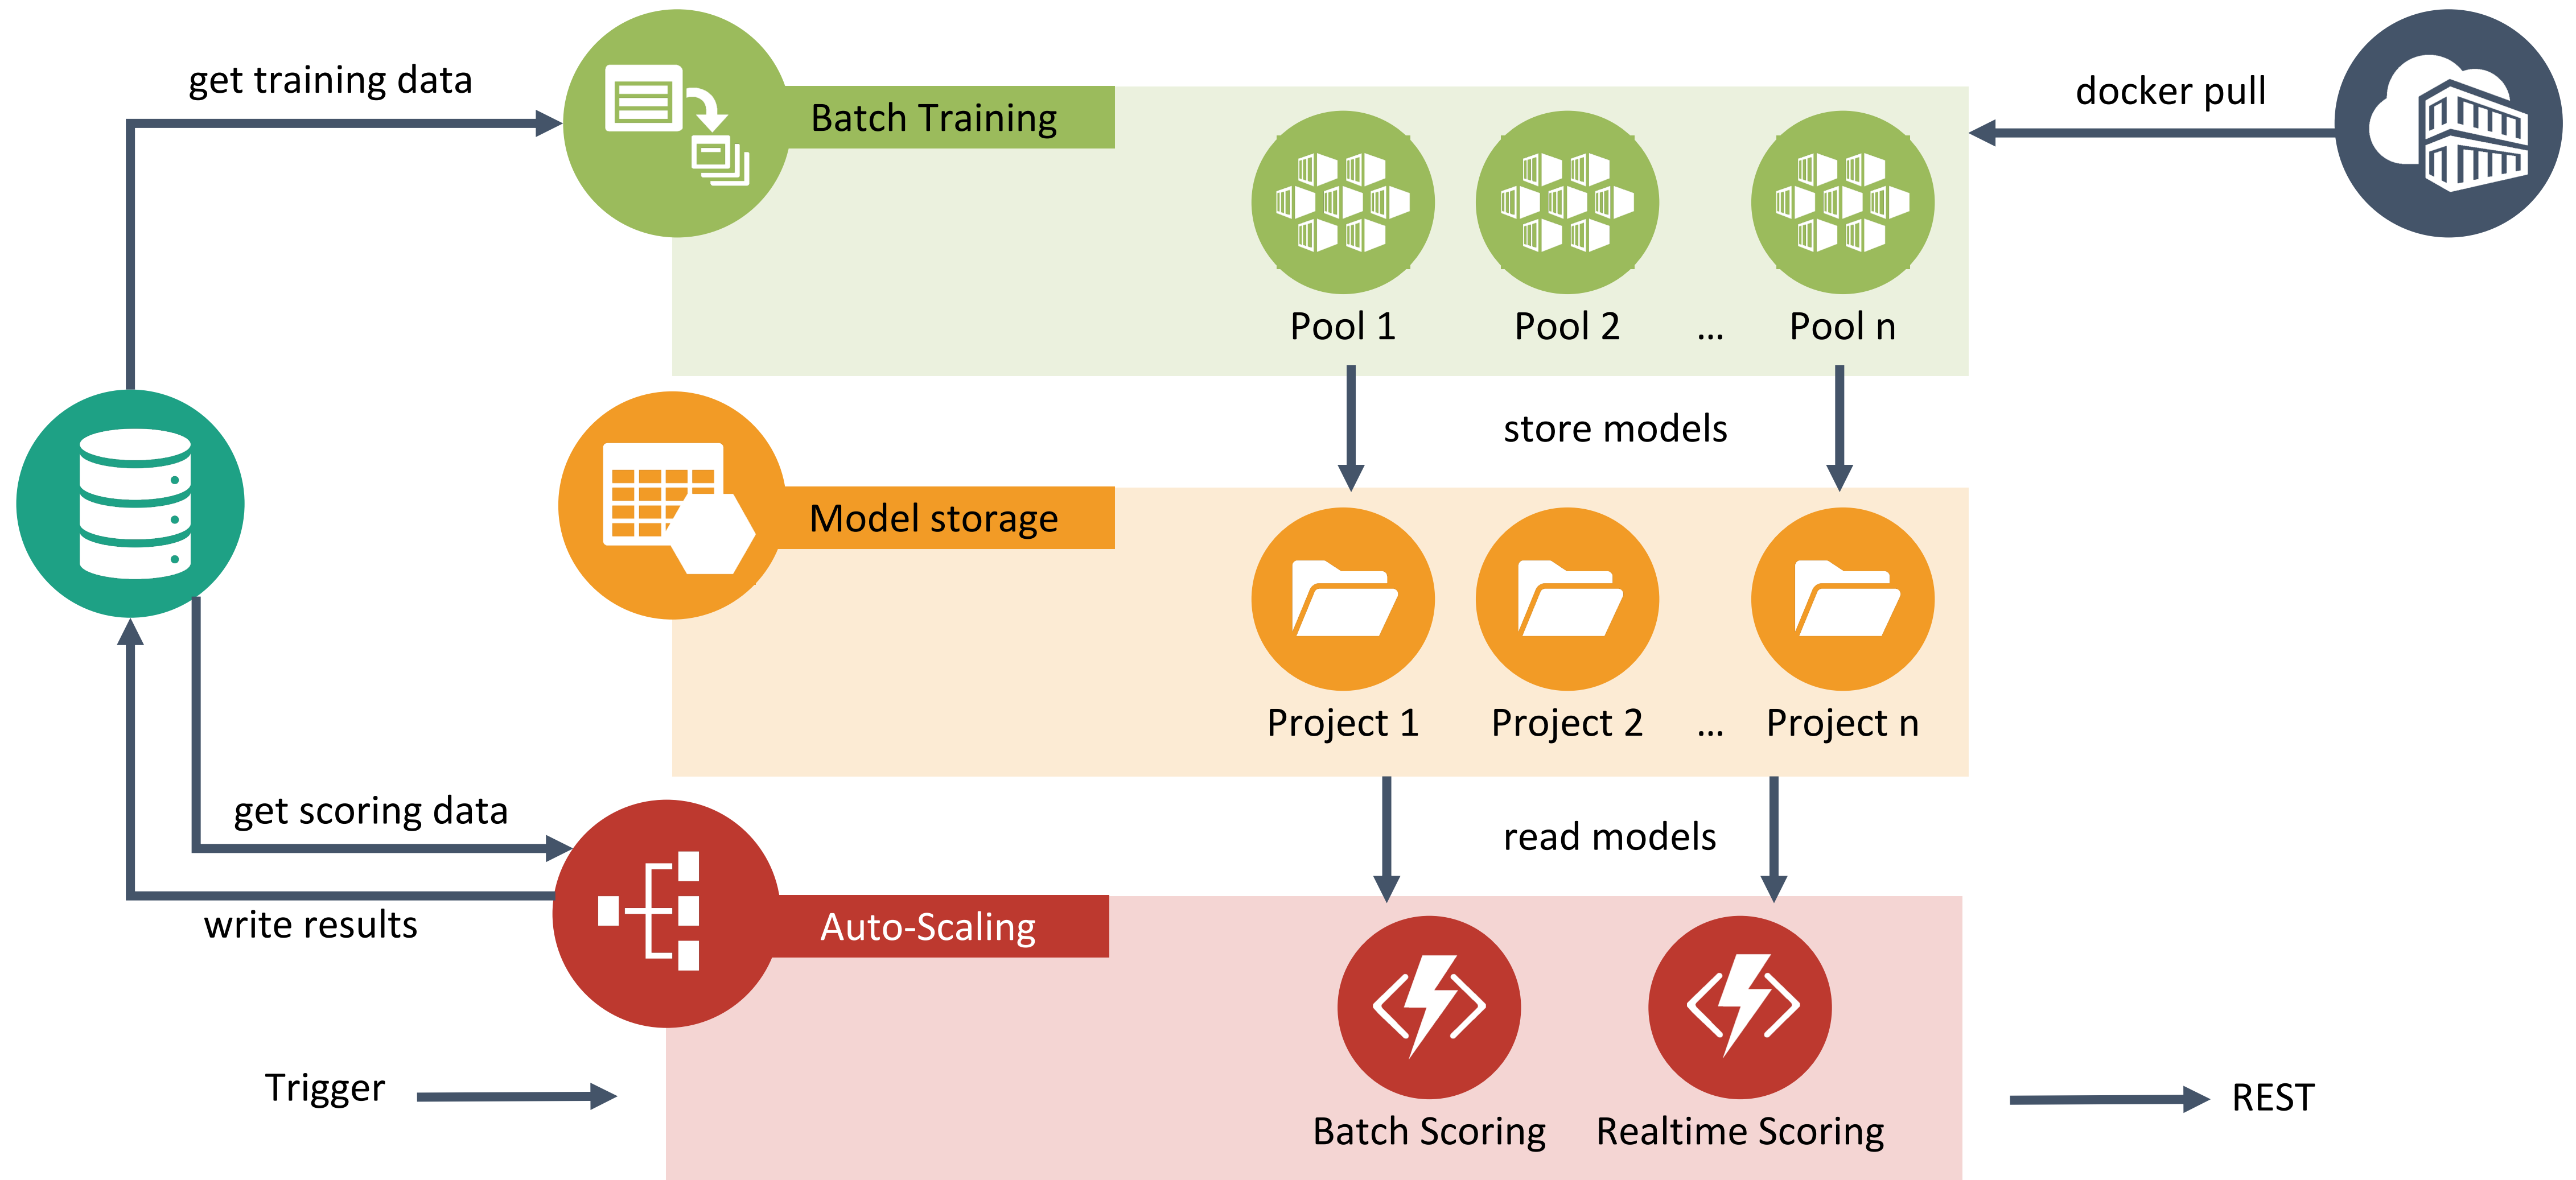 get training data
Batch Training
docker pull
Pool 1
Pool 2
...
Pool n
store models
Model storage
Project 1
Project 2
...
Project n
get scoring data
read models
write results
Auto-Scaling
Trigger
Batch Scoring
Realtime Scoring
REST